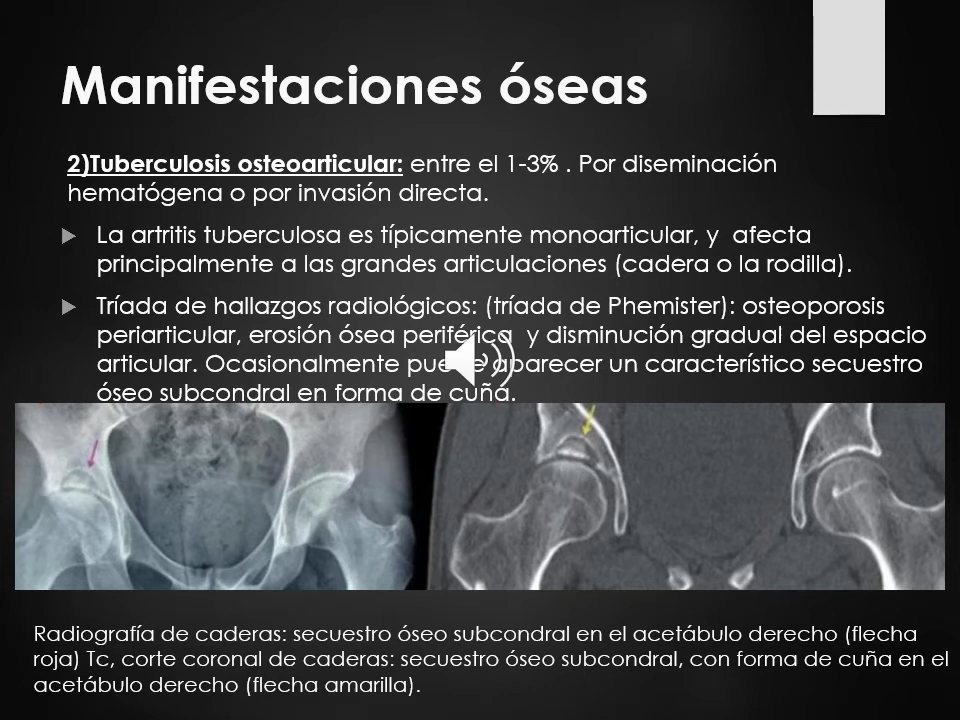 Manifestaciones óseas
2)Tuberculosis osteoarticular: entre el 1-3% . Por diseminación
hematógena o por invasión directa.
La artritis tuberculosa es típicamente monoarticular, y  afecta
principalmente a las grandes articulaciones (cadera o la rodilla).
Tríada de hallazgos radiológicos: (tríada de Phemister): osteoporosis
periarticular, erosión ósea periférica  y disminución gradual del espacio
articular. Ocasionalmente puede aparecer un característico secuestro
óseo subcondral en forma de cuña.
Radiografía de caderas: secuestro óseo subcondral en el acetábulo derecho (flecha
roja) Tc, corte coronal de caderas: secuestro óseo subcondral, con forma de cuña en el
acetábulo derecho (flecha amarilla).